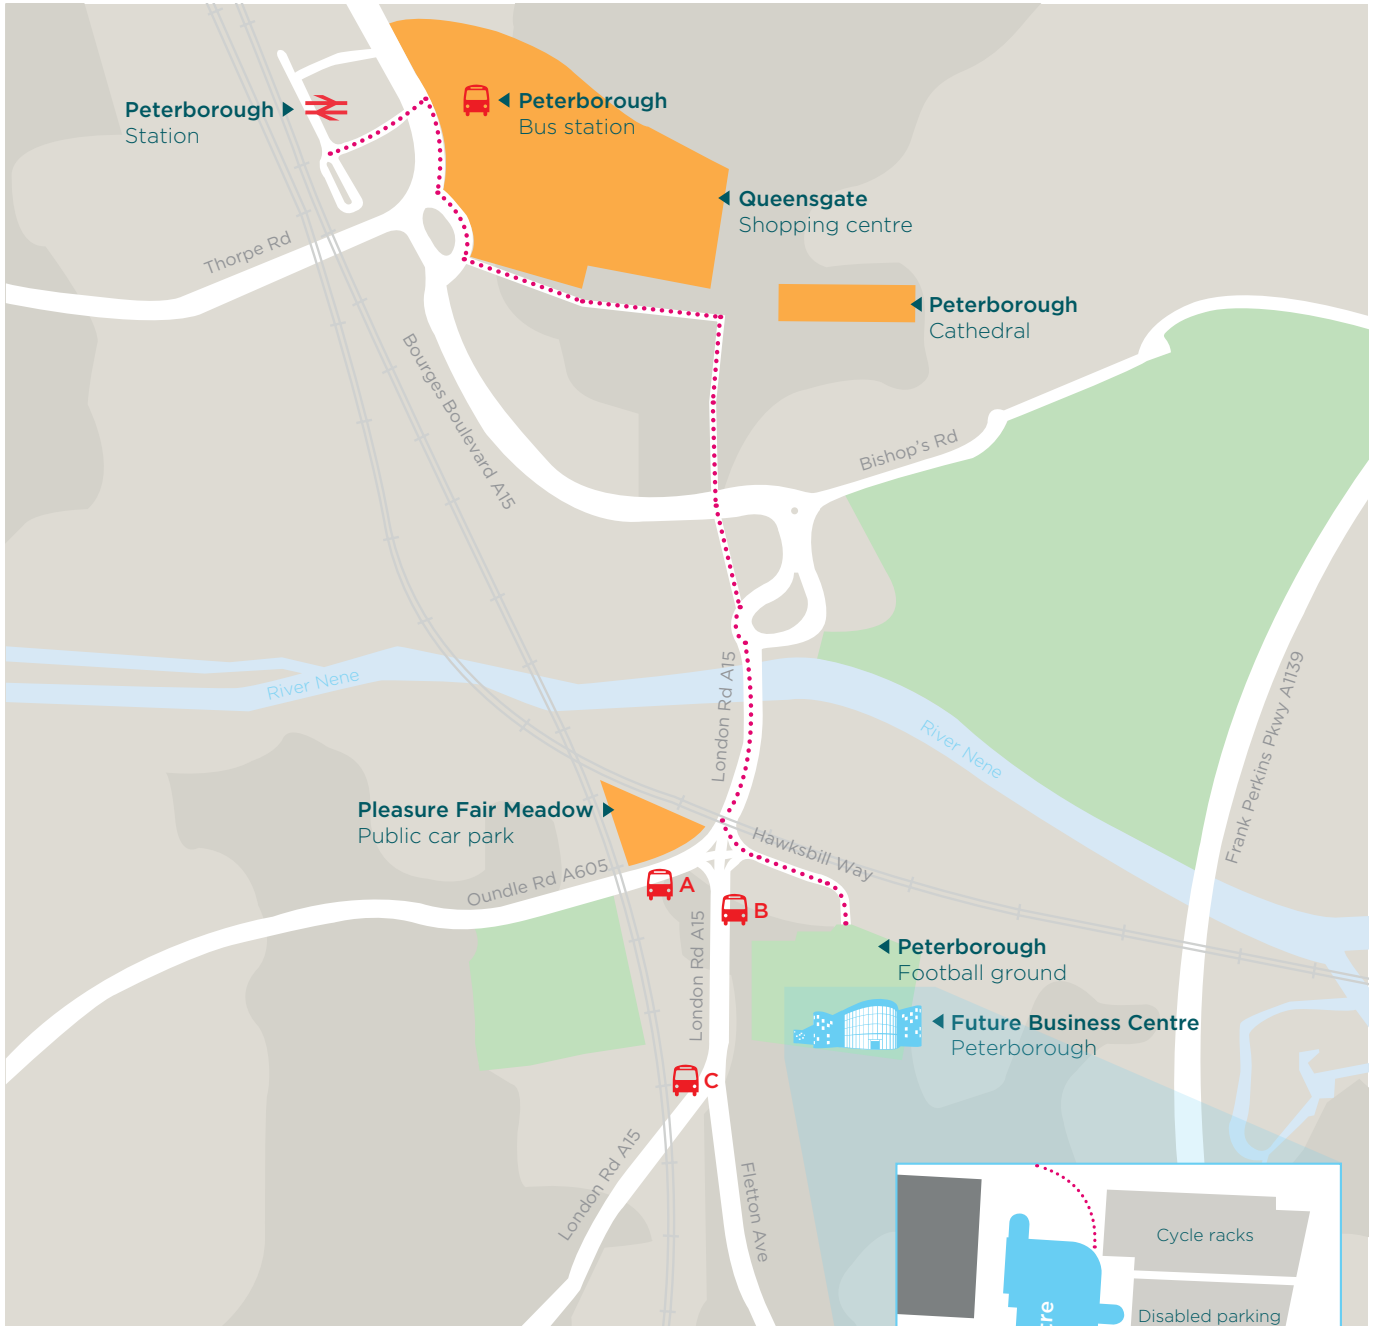 Peterborough
Station
Peterborough
Bus station
Queensgate
Shopping centre
Thorpe Rd
Peterborough
Cathedral
Bourges Boulevard A15
Bishop's Rd
River Nene
London Rd A15
River Nene
Frank Perkins Pkwy A1139
Pleasure Fair Meadow
Public car park
Hawksbill Way
Oundle Rd A605
A
B
London Rd A15
Peterborough
Football ground
Future Business Centre
Peterborough
C
London Rd A15
Fletton Ave
Cycle racks
Disabled parking